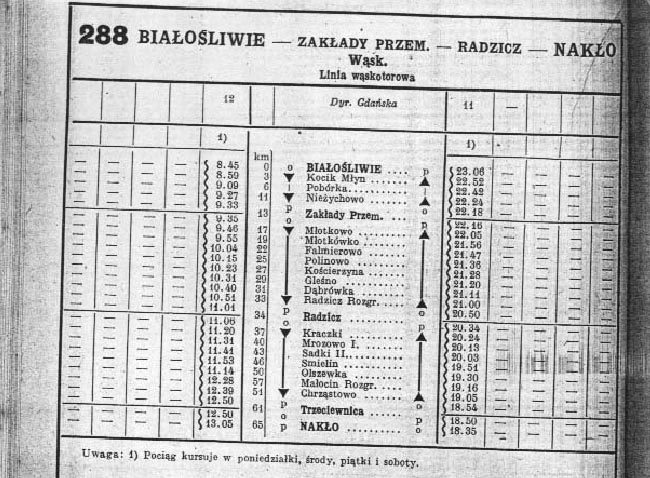 288 BIAŁOŚLIWIE — ZAKŁADY PRZEM. — RADZICZ — NAKŁO
Wąsk.
Linia wąskotorowa
12 Dyr. Gdańska 11 —
1) 1)
km
8.45 0 o BIAŁOŚLIWIE .... p 23.06
8.59 3 Kocik Młyn ....... 22.52
9.09 6 Pobórka........ 22.42
9.27 11 Nieżychowo ...... 22.24
9.33 13 p Zakłady Przem. .... o 22.18
9.35 o p 22.16
9.46 17 Młotkowo ....... 22.05
9.55 19 Młotkówko ....... 21.56
10.04 22 Falmierowo ....... 21.47
10.15 25 Polinowo ........ 21.36
10.23 27 Kościerzyna ...... 21.28
10.31 29 Gleśno ......... 21.20
10.40 31 Dąbrówka ....... 21.11
10.51 33 Radzicz Rozgr. .... 21.00
11.01 34 p Radzicz ........ o 20.50
11.06 o p 20.34
11.20 37 Kraczki ......... 20.24
11.31 40 Mrozowo I. ....... 20.13
11.41 43 Sadki II.......... 20.03
11.53 46 Smielin ......... 19.51
11.14 50 Olszewka ........ 19.30
12.28 57 Małocin Rozgr. .... 19.16
12.39 51 Chrząstowo ...... 19.05
12.50 61 p Trzeciewnica ..... o 18.54
12.50 o p 18.50
13.05 65 p NAKŁO .......... o 18.35
Uwaga: 1) Pociąg kursuje w poniedziałki, środy, piątki i soboty.